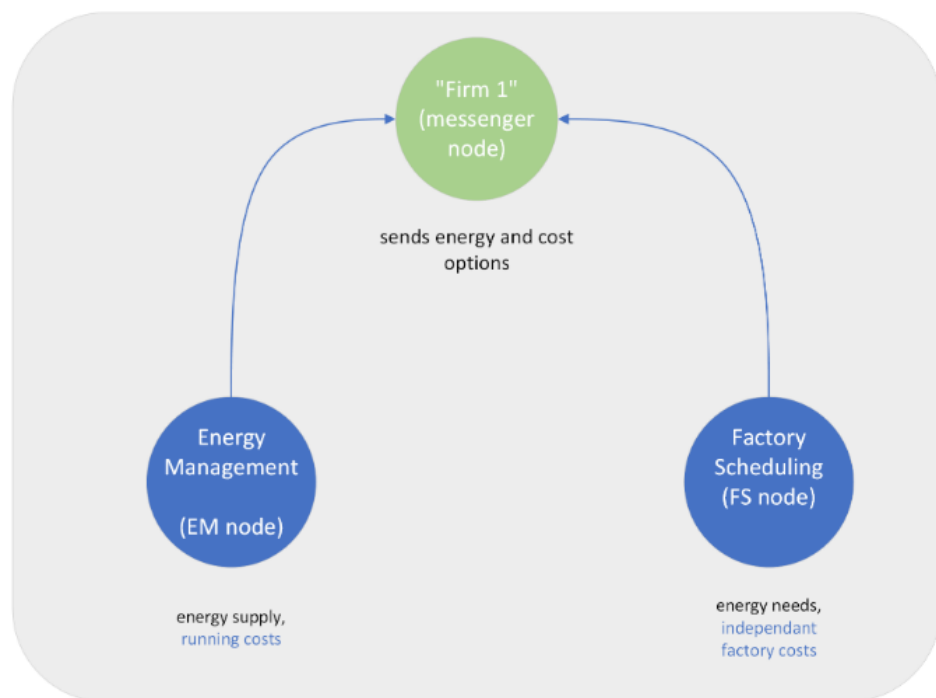 "Firm 1"
(messenger
node)
sends energy and cost
options
Energy
Management
(EM node)
Factory
Scheduling
(FS node)
energy supply,
running costs
energy needs,
independant
factory costs